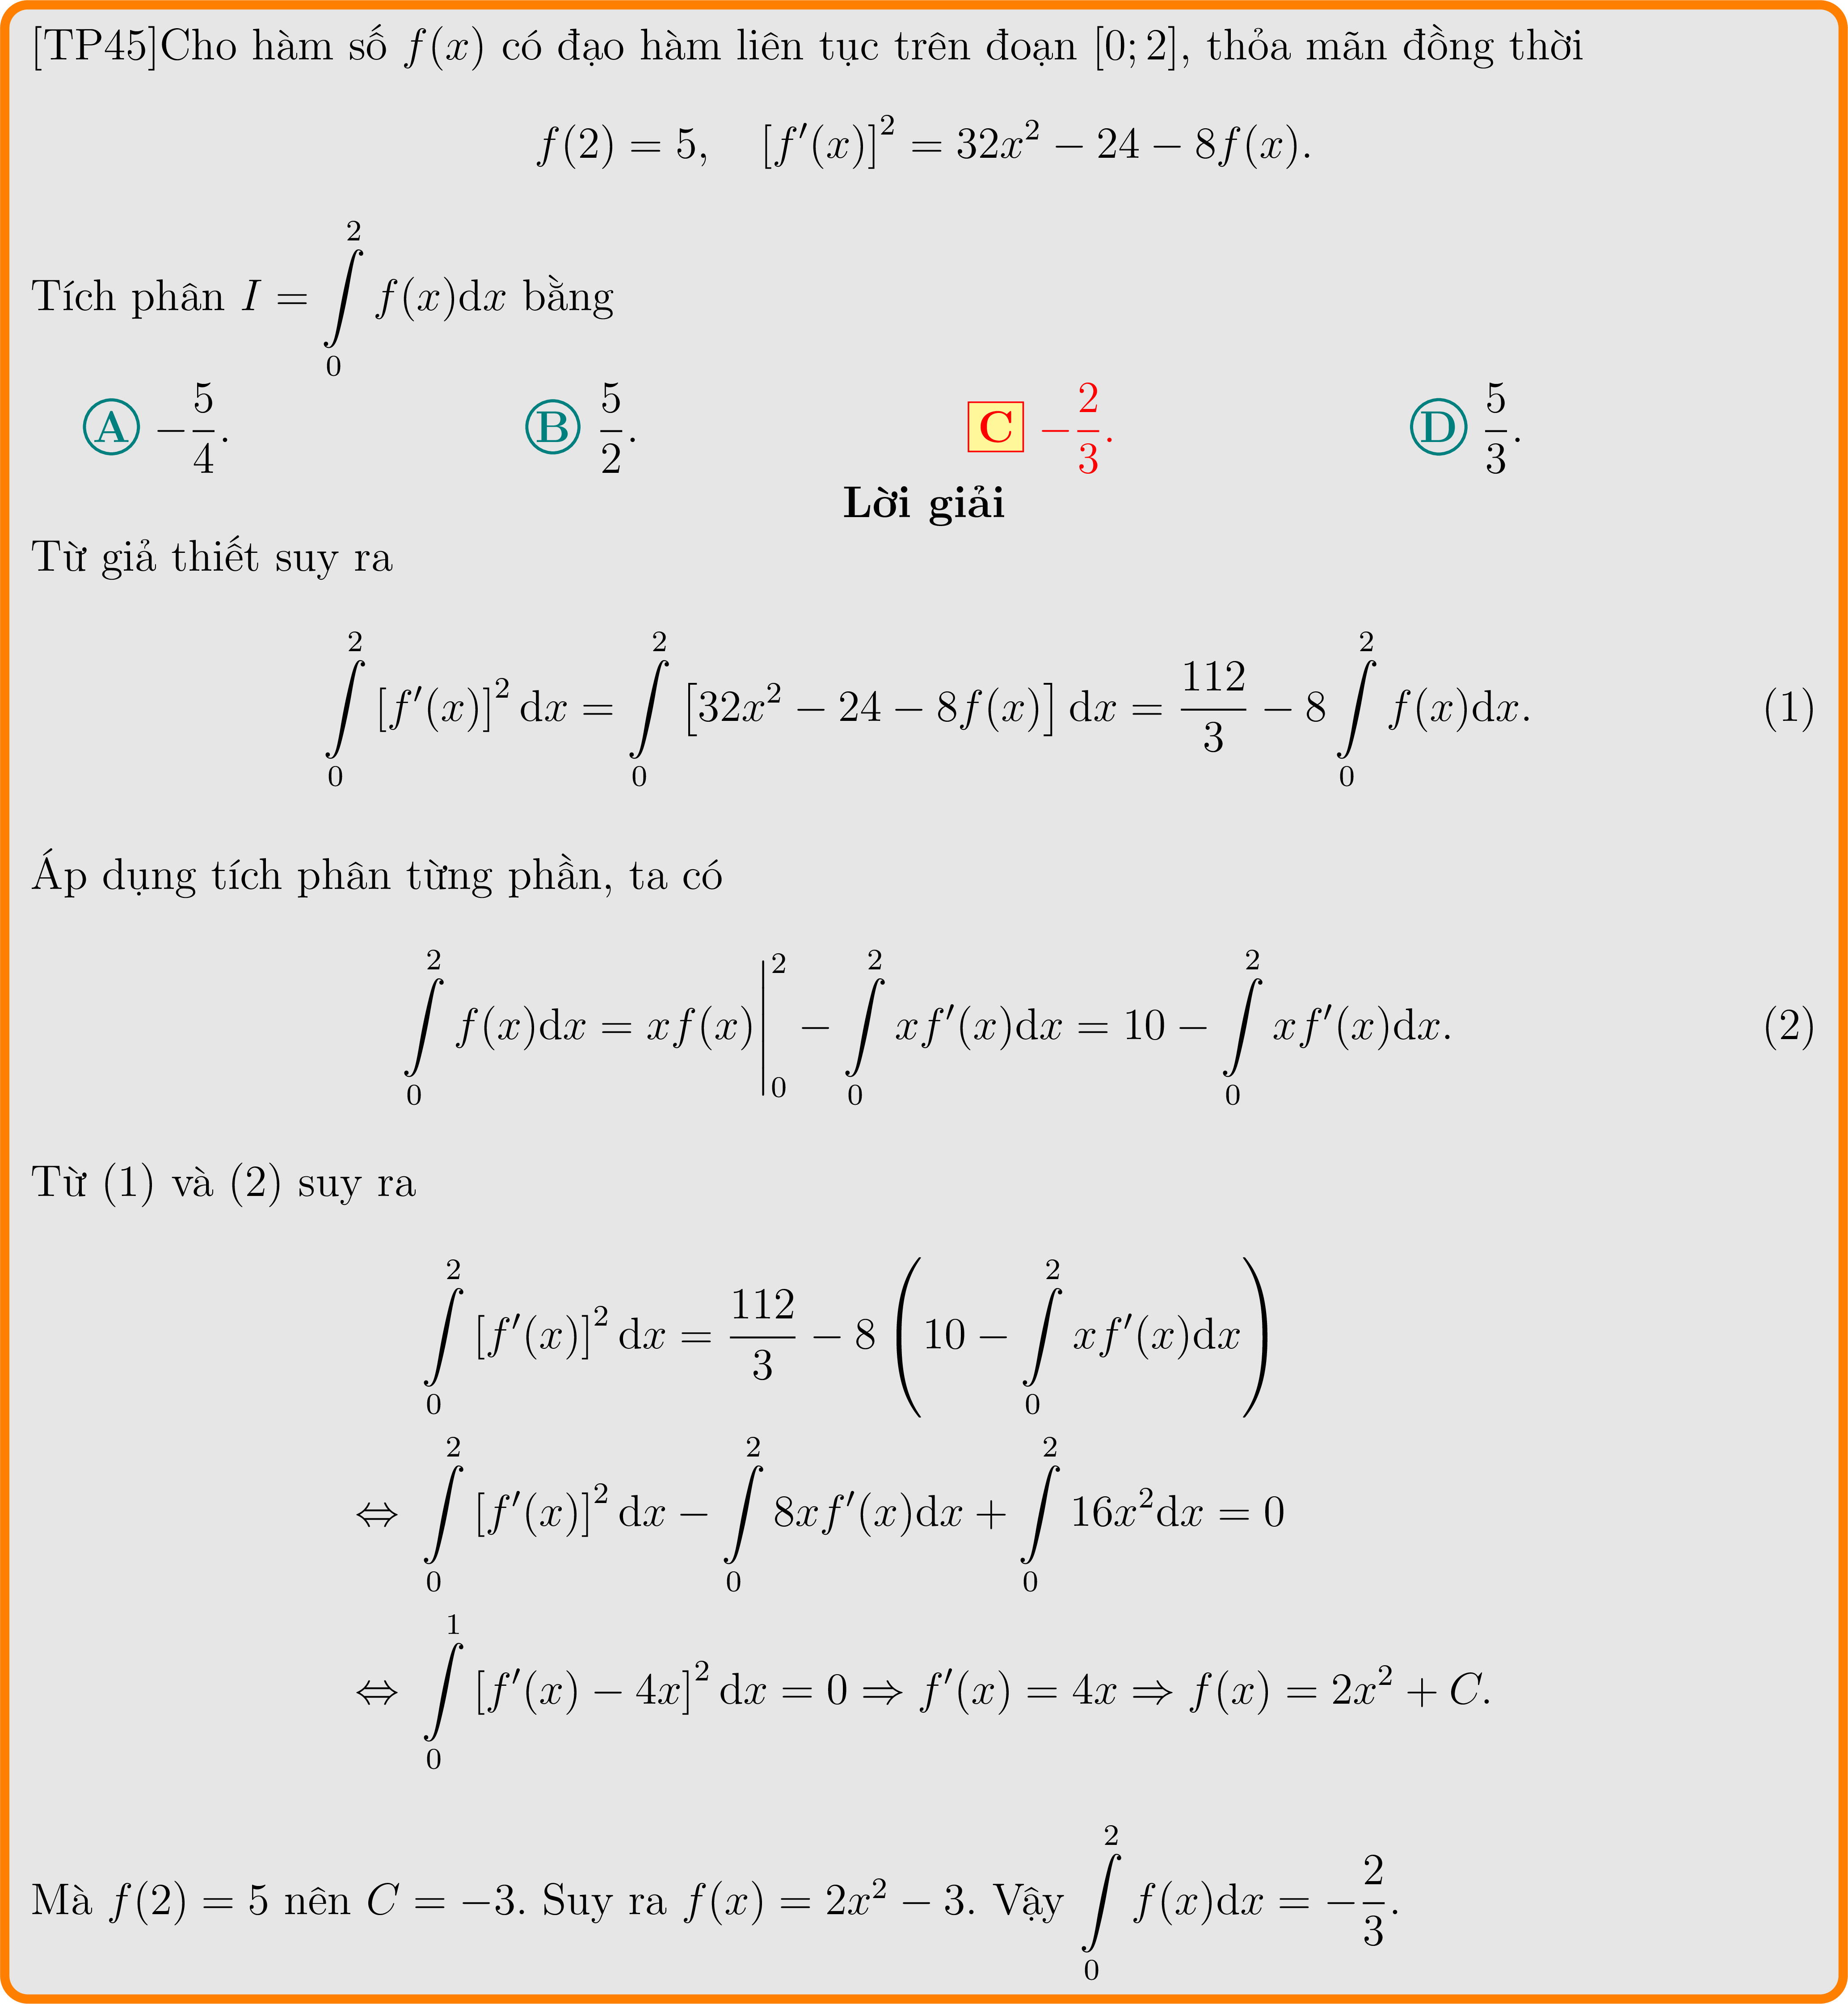 [TP45]Cho hàm số $f(x)$ có đạo hàm liên tục trên đoạn $[0; 2]$, thỏa mãn đồng thời
$f(2) = 5, \quad [f'(x)]^2 = 32x^2 - 24 - 8f(x).$
Tích phân $I = \int\limits_0^2 f(x)\mathrm{d}x$ bằng
A $-\frac{5}{4}$. B $\frac{5}{2}$. C $-\frac{2}{3}$. D $\frac{5}{3}$.
Lời giải
Từ giả thiết suy ra
$\int\limits_0^2 [f'(x)]^2 \mathrm{d}x = \int\limits_0^2 [32x^2 - 24 - 8f(x)] \mathrm{d}x = \frac{112}{3} - 8\int\limits_0^2 f(x)\mathrm{d}x.$ (1)
Áp dụng tích phân từng phần, ta có
$\int\limits_0^2 f(x)\mathrm{d}x = xf(x)\Big|_0^2 - \int\limits_0^2 xf'(x)\mathrm{d}x = 10 - \int\limits_0^2 xf'(x)\mathrm{d}x.$ (2)
Từ (1) và (2) suy ra
$\int\limits_0^2 [f'(x)]^2 \mathrm{d}x = \frac{112}{3} - 8\left(10 - \int\limits_0^2 xf'(x)\mathrm{d}x\right)$
$\Leftrightarrow \int\limits_0^2 [f'(x)]^2 \mathrm{d}x - \int\limits_0^2 8xf'(x)\mathrm{d}x + \int\limits_0^2 16x^2\mathrm{d}x = 0$
$\Leftrightarrow \int\limits_0^1 [f'(x) - 4x]^2 \mathrm{d}x = 0 \Rightarrow f'(x) = 4x \Rightarrow f(x) = 2x^2 + C.$
Mà $f(2) = 5$ nên $C = -3$. Suy ra $f(x) = 2x^2 - 3$. Vậy $\int\limits_0^2 f(x)\mathrm{d}x = -\frac{2}{3}$.